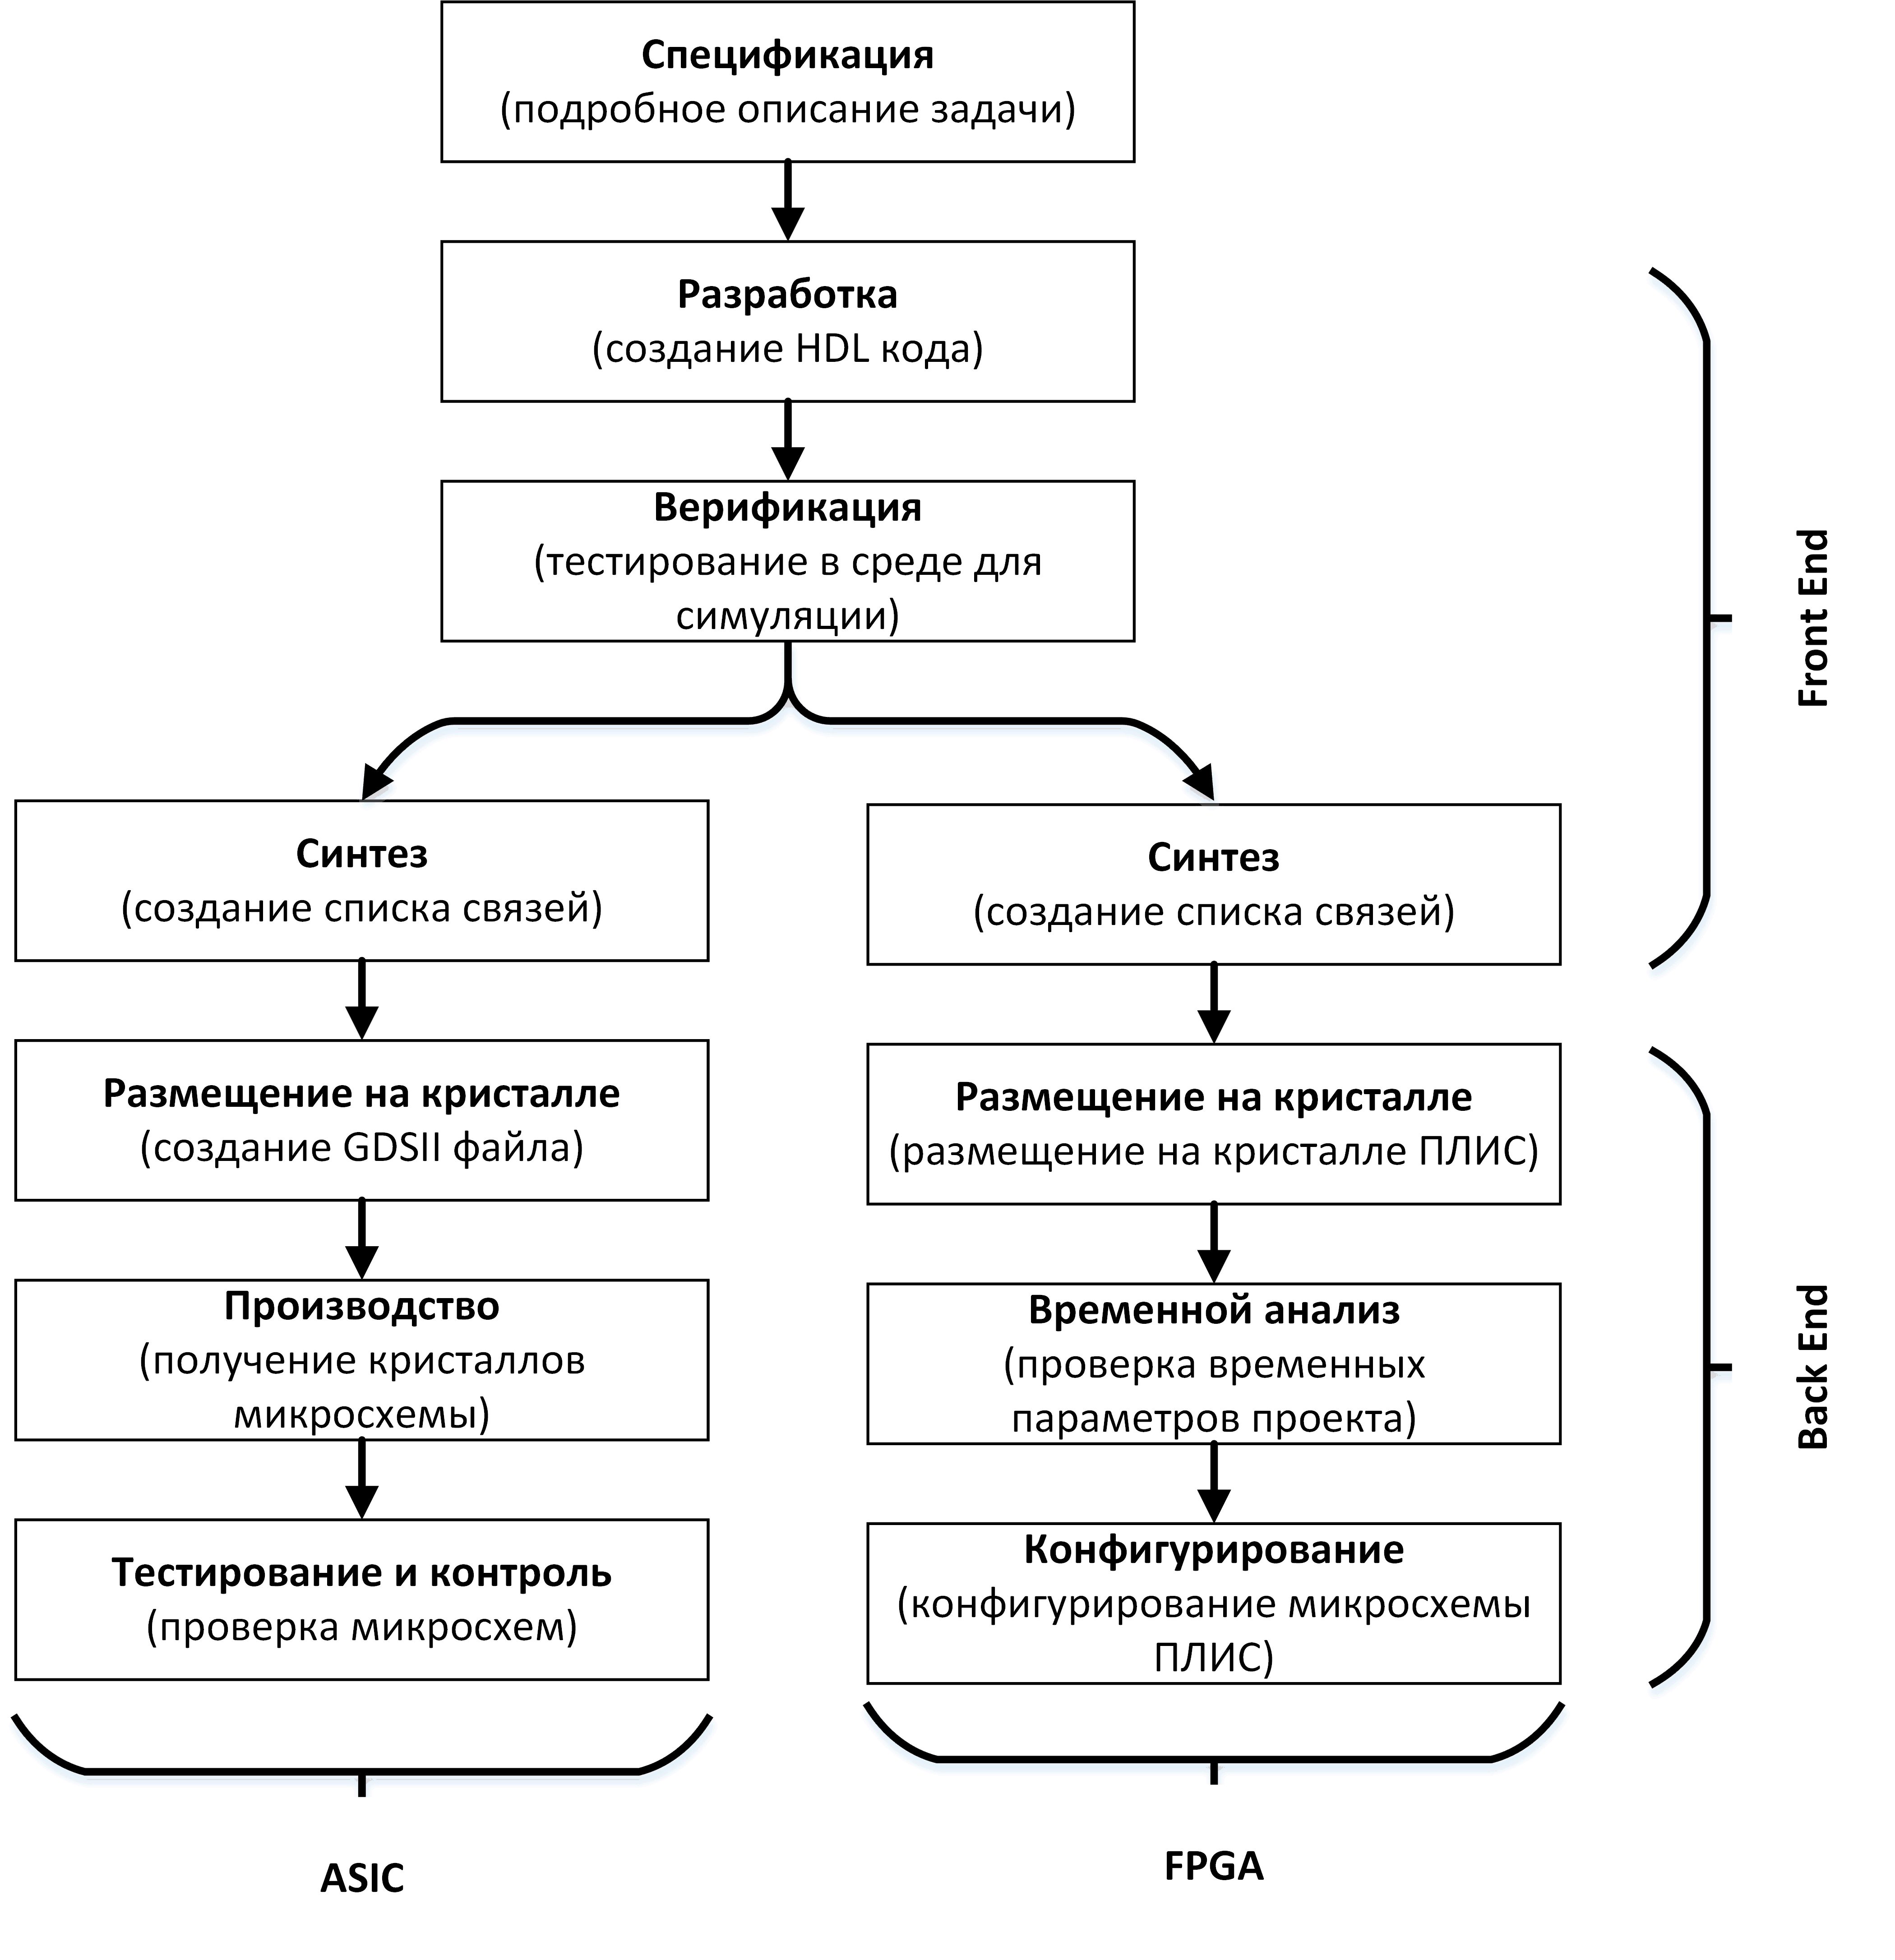 Спецификация
(подробное описание задачи)
Разработка
(создание HDL кода)
Верификация
(тестирование в среде для
симуляции)
Front End
Синтез
(создание списка связей)
Размещение на кристалле
(создание GDSII файла)
Производство
(получение кристаллов
микросхемы)
Тестирование и контроль
(проверка микросхем)
ASIC
Синтез
(создание списка связей)
Размещение на кристалле
(размещение на кристалле ПЛИС)
Временной анализ
(проверка временных
параметров проекта)
Конфигурирование
(конфигурирование микросхемы
ПЛИС)
FPGA
Back End